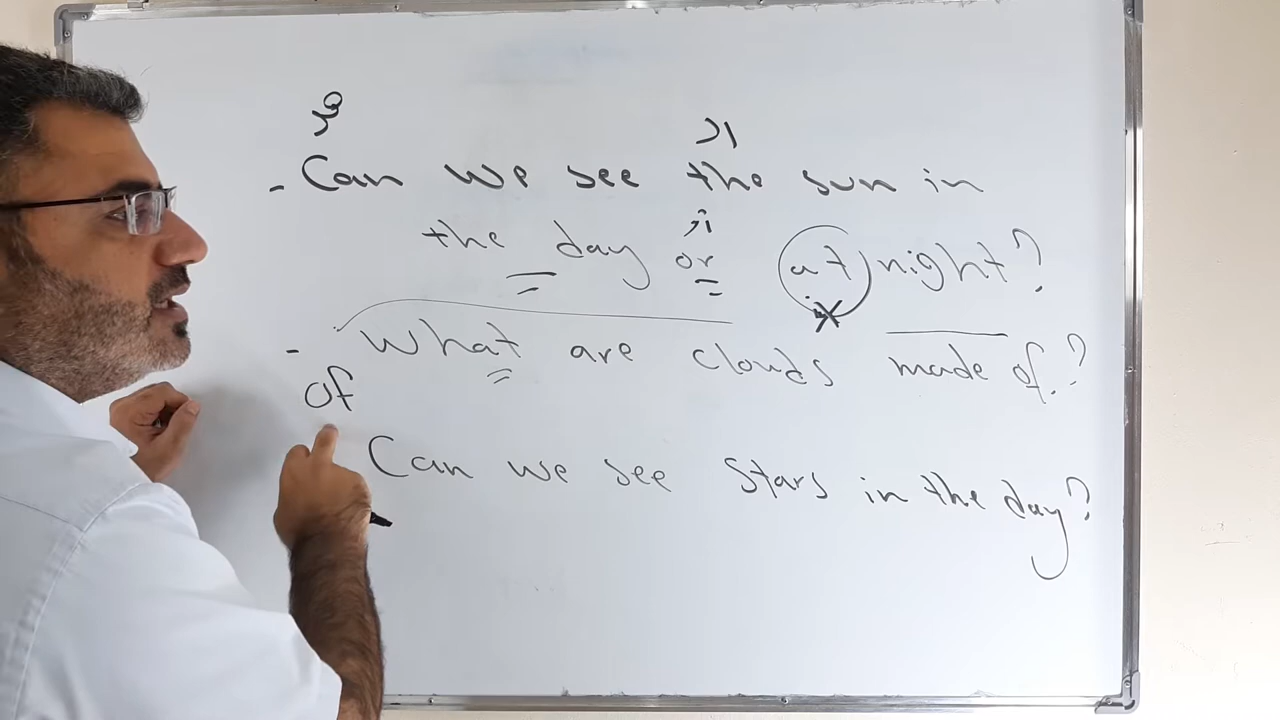 - Can we see the sun in
the day or at night?
- What are clouds made of?
of
Can we see stars in the day?